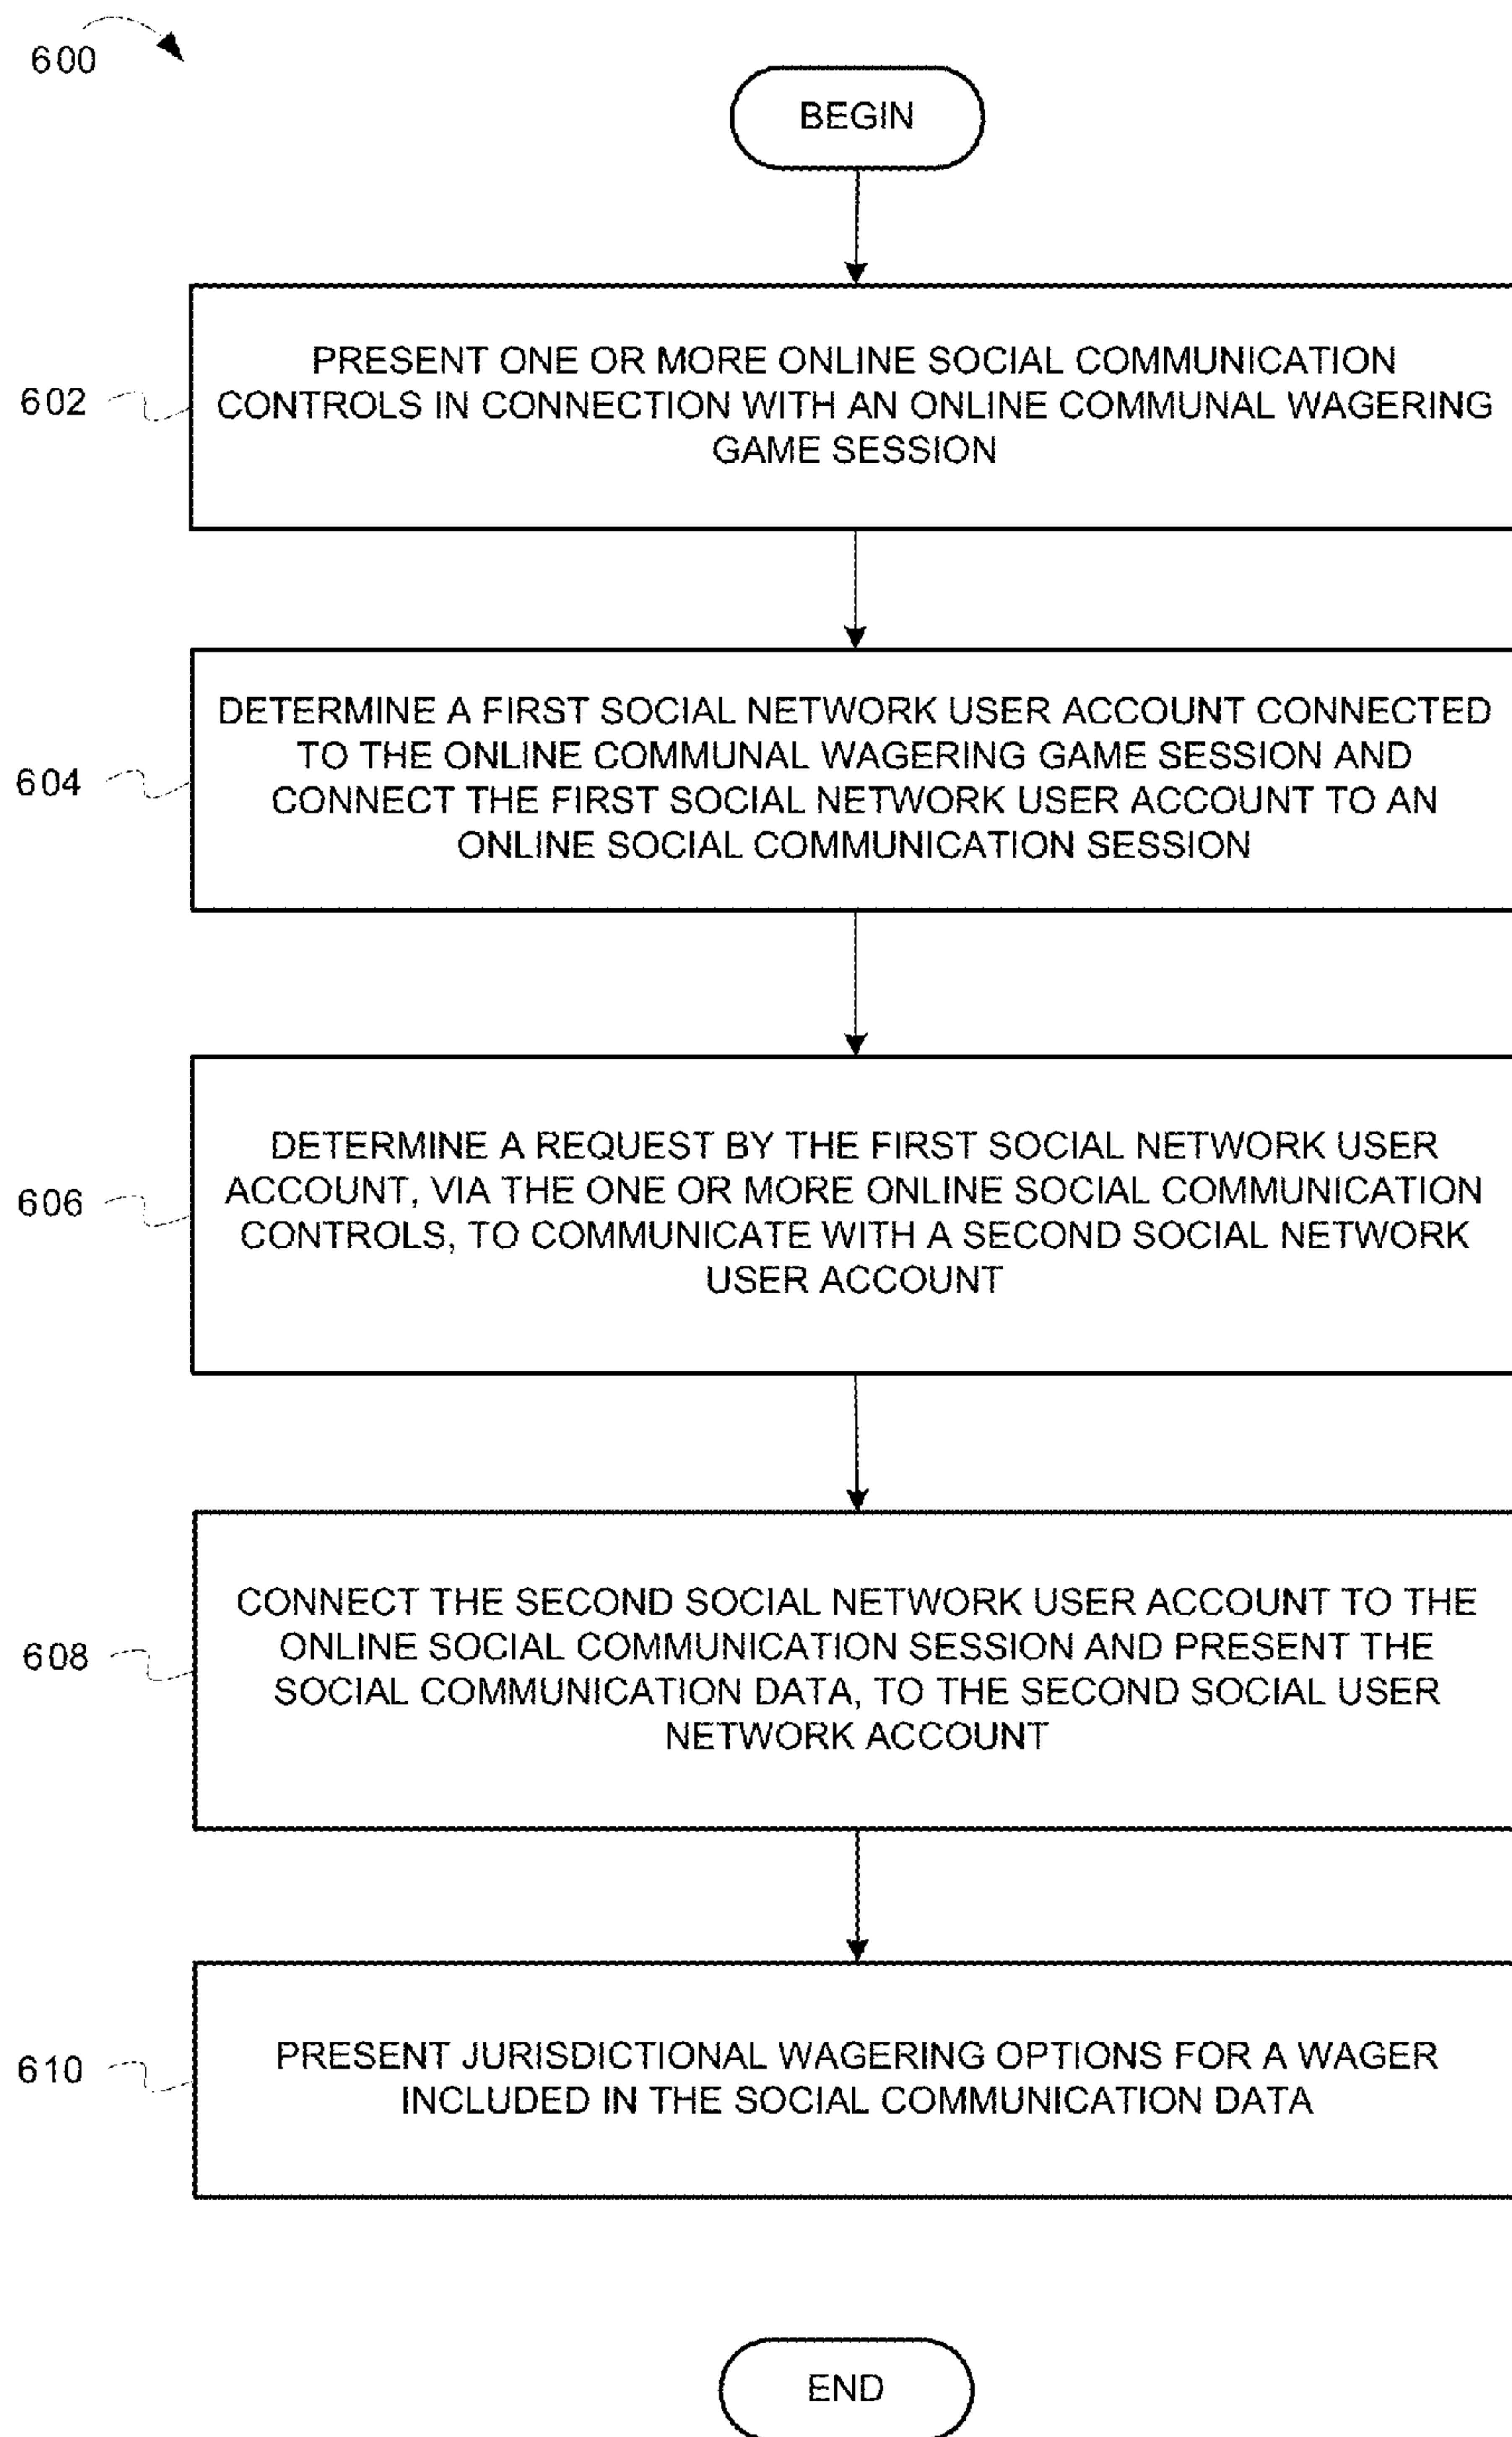 600
BEGIN
PRESENT ONE OR MORE ONLINE SOCIAL COMMUNICATION
CONTROLS IN CONNECTION WITH AN ONLINE COMMUNAL WAGERING
GAME SESSION
602
DETERMINE A FIRST SOCIAL NETWORK USER ACCOUNT CONNECTED
TO THE ONLINE COMMUNAL WAGERING GAME SESSION AND
CONNECT THE FIRST SOCIAL NETWORK USER ACCOUNT TO AN
ONLINE SOCIAL COMMUNICATION SESSION
604
DETERMINE A REQUEST BY THE FIRST SOCIAL NETWORK USER
ACCOUNT, VIA THE ONE OR MORE ONLINE SOCIAL COMMUNICATION
CONTROLS, TO COMMUNICATE WITH A SECOND SOCIAL NETWORK
USER ACCOUNT
606
CONNECT THE SECOND SOCIAL NETWORK USER ACCOUNT TO THE
ONLINE SOCIAL COMMUNICATION SESSION AND PRESENT THE
SOCIAL COMMUNICATION DATA, TO THE SECOND SOCIAL USER
NETWORK ACCOUNT
608
PRESENT JURISDICTIONAL WAGERING OPTIONS FOR A WAGER
INCLUDED IN THE SOCIAL COMMUNICATION DATA
610
END